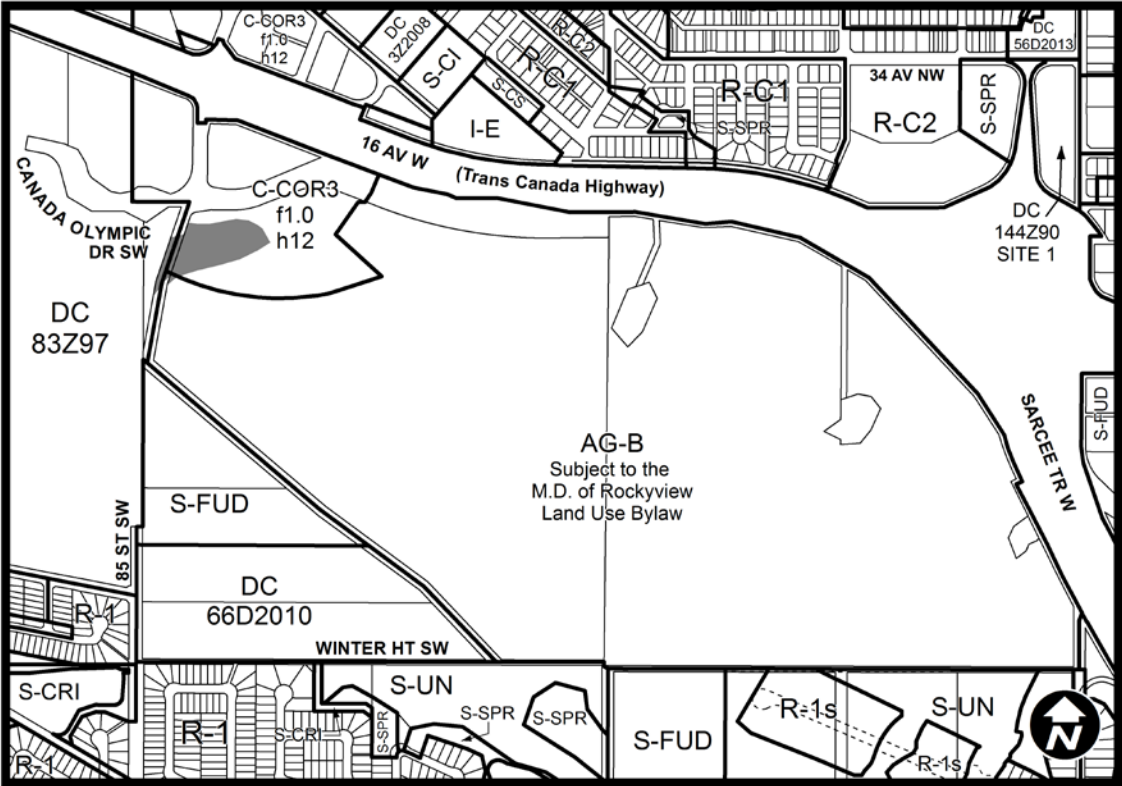 C-COR3
f1.0
h12
DC
3Z2008
S-CI
R-C2
R-C1
S-CS
I-E
S-SPR
R-C1
34 AV NW
R-C2
S-SPR
DC
56D2013
16 AV W
(Trans Canada Highway)
CANADA OLYMPIC
DR SW
C-COR3
f1.0
h12
DC
144Z90
SITE 1
DC
83Z97
S-FUD
SARCEE TR W
AG-B
Subject to the
M.D. of Rockyview
Land Use Bylaw
S-FUD
85 ST SW
DC
66D2010
R-1
WINTER HT SW
S-CRI
R-1
R-1
S-CRI
S-SPR
S-UN
S-SPR
S-SPR
S-FUD
R-1s
S-UN
R-1s
N